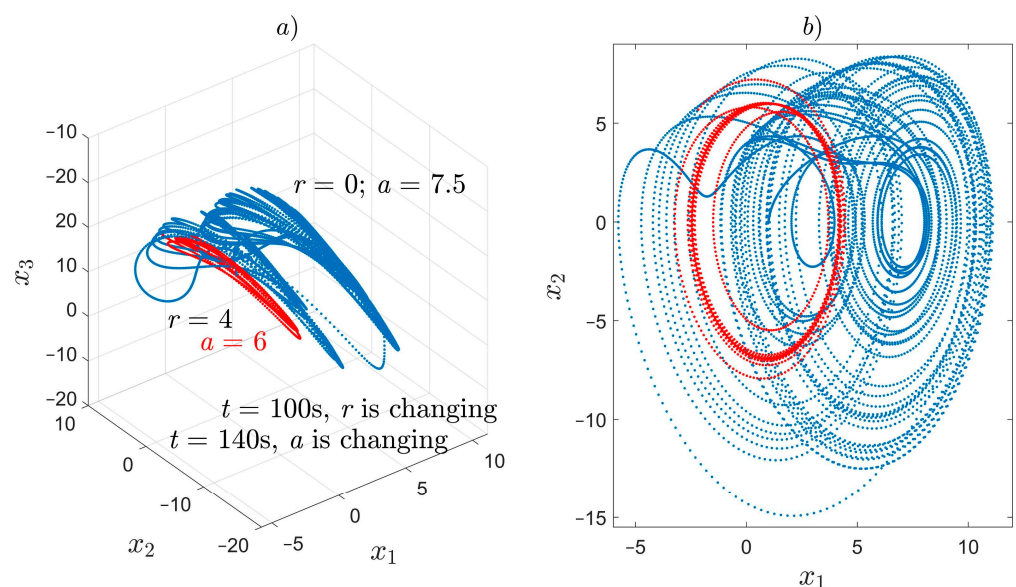 a)
−10
−20
20
10
0
−10
−20
x3
r = 0; a = 7.5
r = 4
a = 6
t = 100s, r is changing
t = 140s, a is changing
10
0
−10
−20
x2
−5
0
5
10
x1
b)
5
0
−5
−10
−15
x2
−5
0
5
10
x1